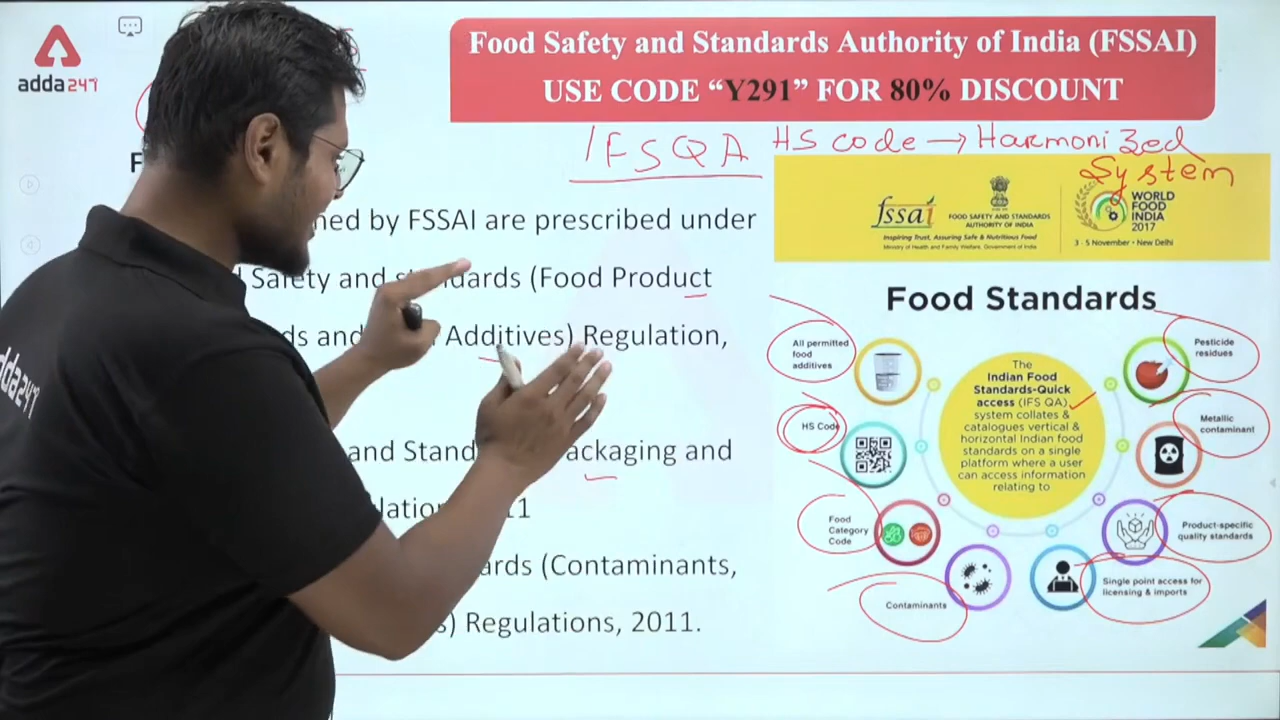 adda247
Food Safety and Standards Authority of India (FSSAI)
USE CODE “Y291” FOR 80% DISCOUNT
IFSQA HS code → Harmonized
System
F
ned by FSSAI are prescribed under
Safety and standards (Food Product
ds and Additives) Regulation,
and Stand ackaging and
lation 11
ards (Contaminants,
s) Regulations, 2011.
dda247
fssai
Inspiring Trust, Assuring Safe & Nutritious Food
Ministry of Health and Family Welfare, Government of India
FOOD SAFETY AND STANDARDS
AUTHORITY OF INDIA
WORLD
FOOD
INDIA
2017
3 - 5 November • New Delhi
Food Standards
All permitted
food
additives
HS Code
Food
Category
Code
Contaminants
The
Indian Food
Standards-Quick
access (IFS QA)
system collates &
catalogues vertical &
horizontal Indian food
standards on a single
platform where a user
can access information
relating to
Pesticide
residues
Metallic
contaminant
Product-specific
quality standards
Single point access for
licensing & imports